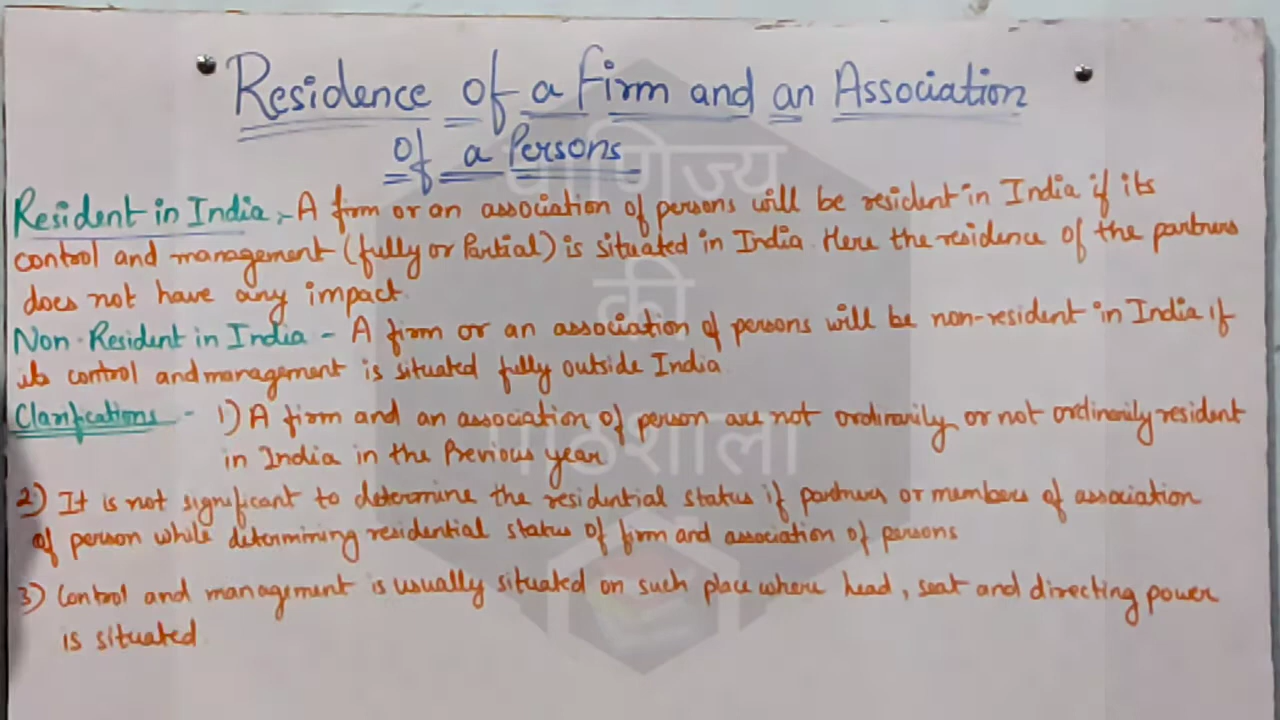 Residence of a firm and an Association
of a Persons
Resident in India :- A firm or an association of persons will be resident in India if its
control and management (fully or Partial) is situated in India. Here the residence of the partners
does not have any impact.
Non-Resident in India - A firm or an association of persons will be non-resident in India if
its control and management is situated fully outside India
Clarifications - 1) A firm and an association of person are not ordinarily or not ordinarily resident
in India in the Previous year
2) It is not significant to determine the residential status if partners or members of association
of person while determining residential status of firm and association of persons
3) Control and management is usually situated on such place where head, seat and directing power
is situated
वाणिज्य
की
पाठशाला